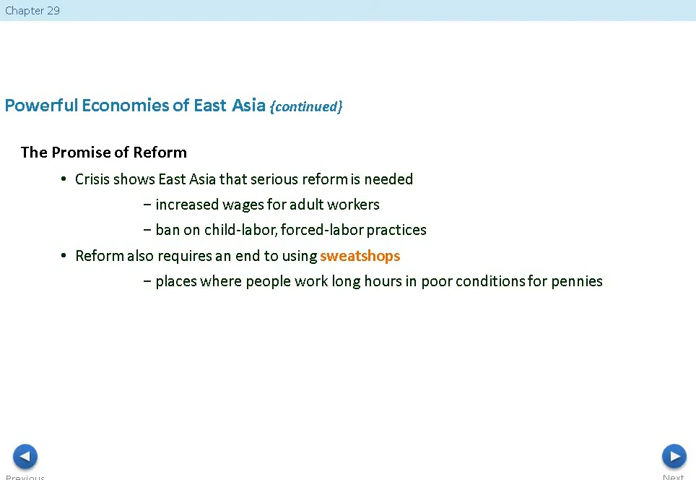 Chapter 29
Powerful Economies of East Asia {continued}
The Promise of Reform
• Crisis shows East Asia that serious reform is needed
− increased wages for adult workers
− ban on child-labor, forced-labor practices
• Reform also requires an end to using sweatshops
− places where people work long hours in poor conditions for pennies
Previous
Next